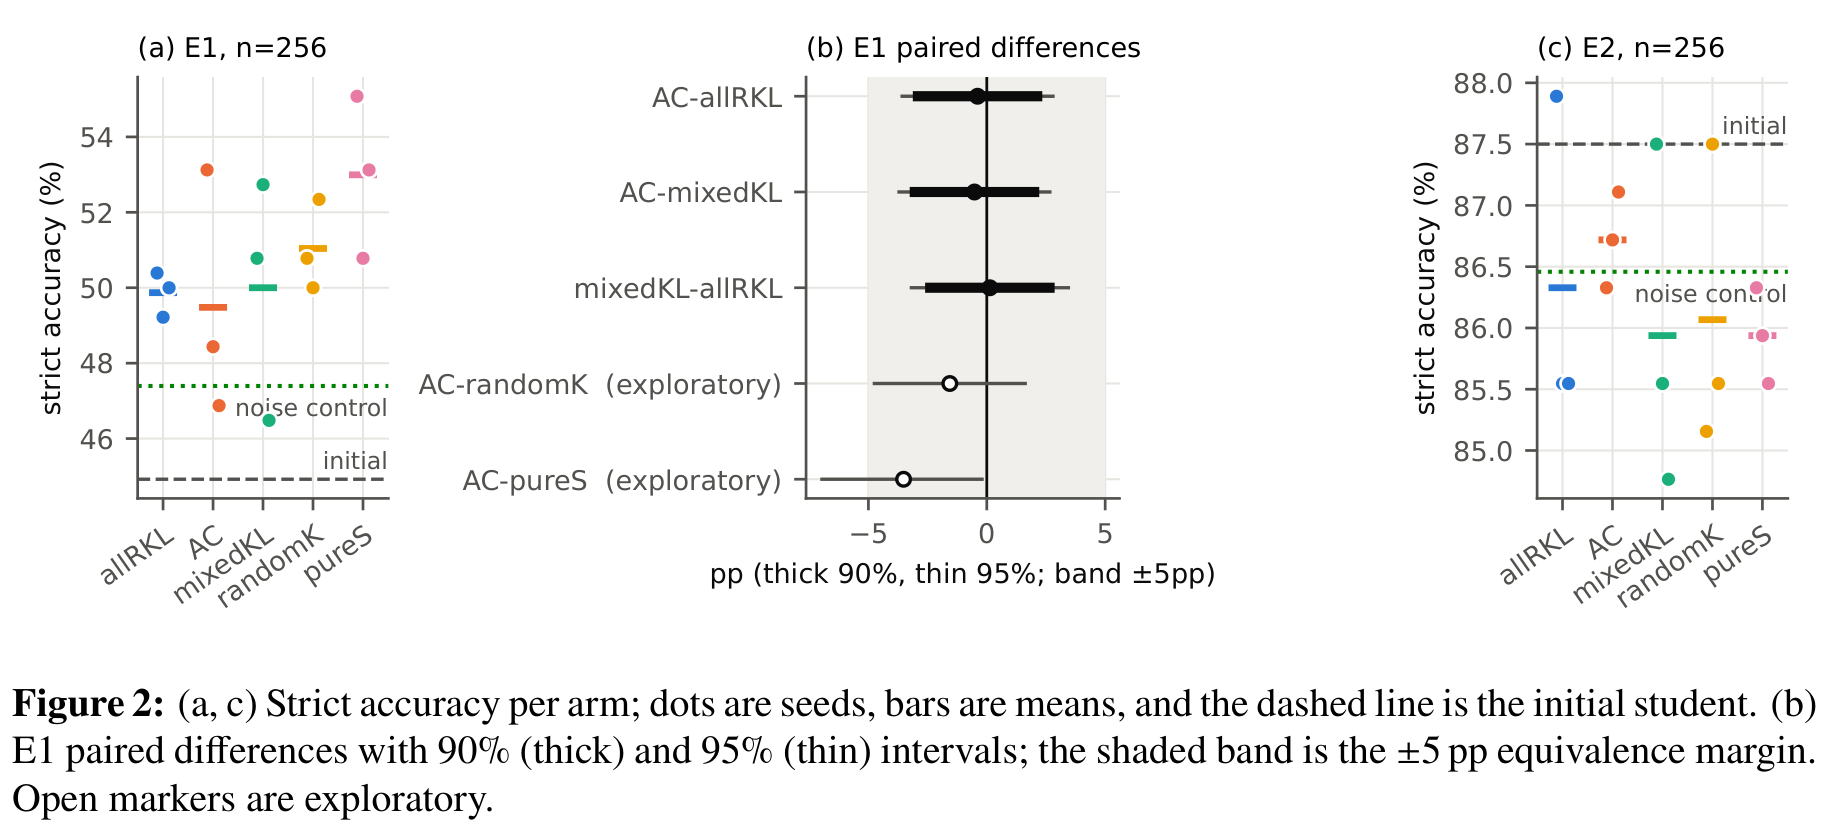 (a) E1, n=256
strict accuracy (%)
54
52
50
48
46
noise control
initial
allRKL
AC
mixedKL
randomK
pureS
(b) E1 paired differences
AC-allRKL
AC-mixedKL
mixedKL-allRKL
AC-randomK (exploratory)
AC-pureS (exploratory)
−5
0
5
pp (thick 90%, thin 95%; band ±5pp)
(c) E2, n=256
strict accuracy (%)
88.0
87.5
87.0
86.5
86.0
85.5
85.0
initial
noise control
allRKL
AC
mixedKL
randomK
pureS
Figure 2: (a, c) Strict accuracy per arm; dots are seeds, bars are means, and the dashed line is the initial student. (b)
E1 paired differences with 90% (thick) and 95% (thin) intervals; the shaded band is the ±5 pp equivalence margin.
Open markers are exploratory.